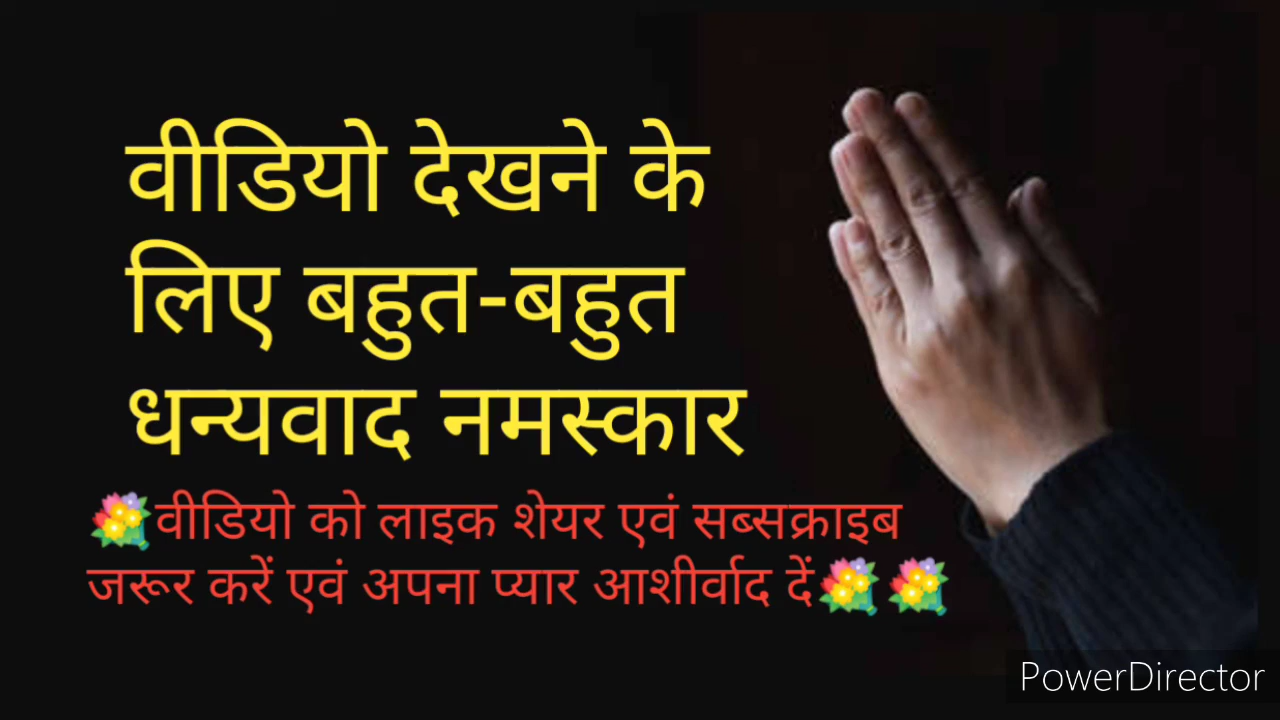 वीडियो देखने के
लिए बहुत-बहुत
धन्यवाद नमस्कार
💐वीडियो को लाइक शेयर एवं सब्सक्राइब
जरूर करें एवं अपना प्यार आशीर्वाद दें💐💐
PowerDirector